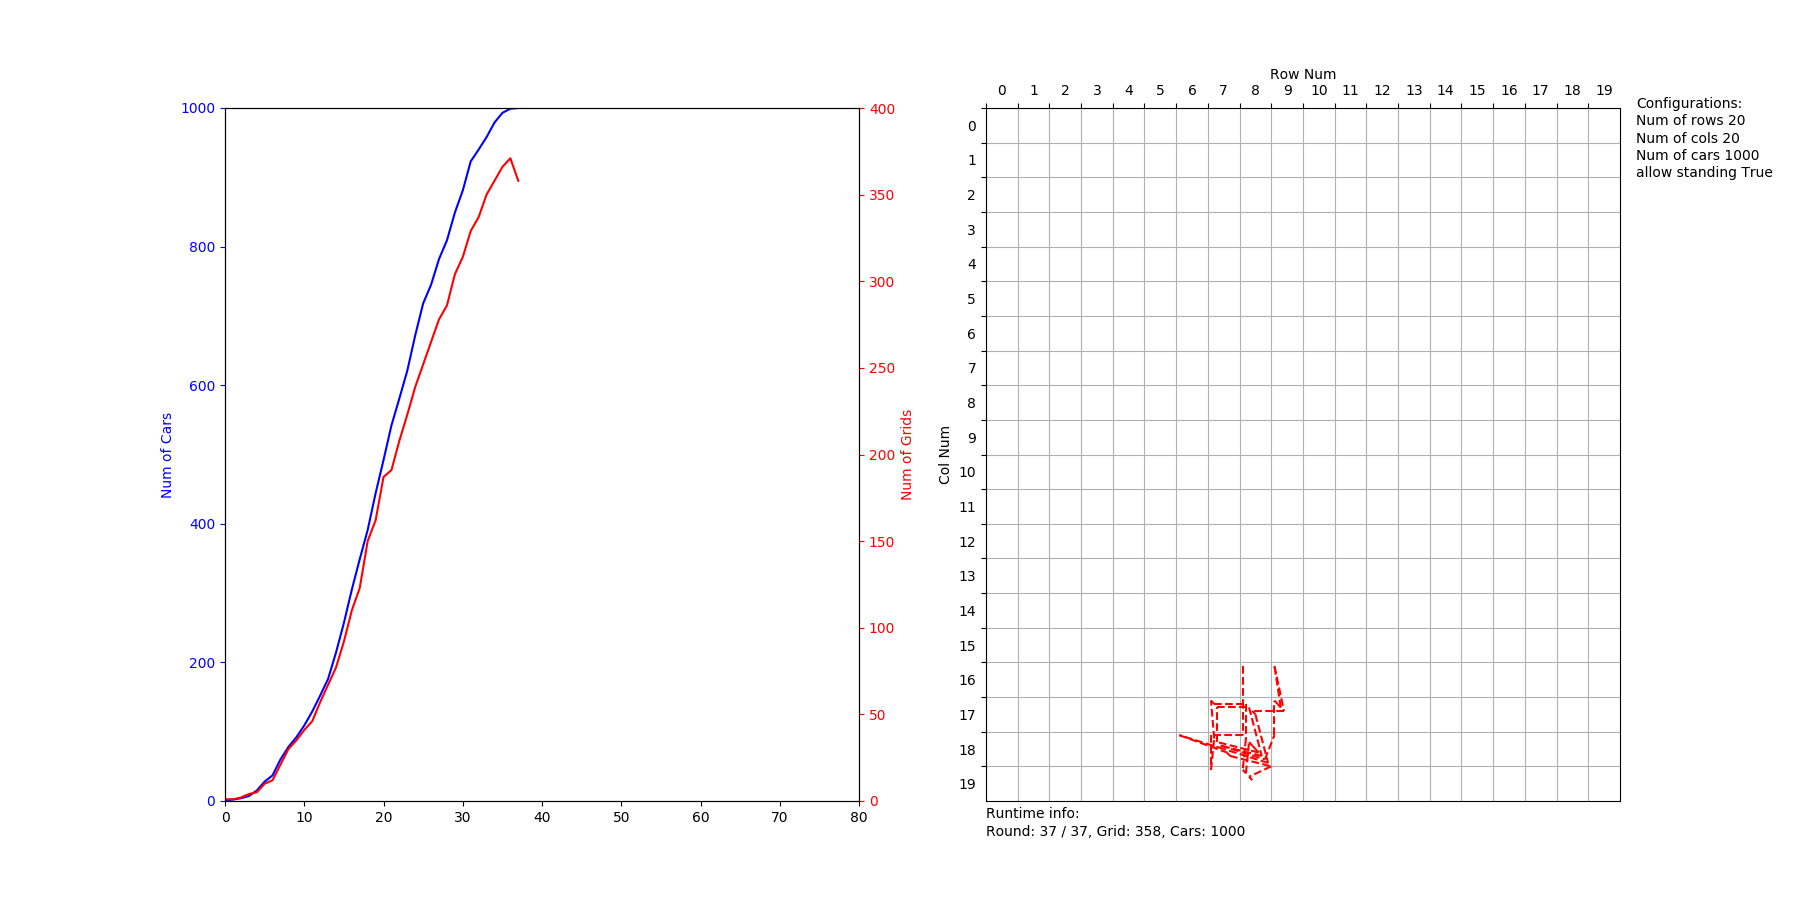 1000
800
600
400
200
0
Num of Cars
0 10 20 30 40 50 60 70 80
400
350
300
250
200
150
100
50
0
Num of Grids
Row Num
0 1 2 3 4 5 6 7 8 9 10 11 12 13 14 15 16 17 18 19
Col Num
0
1
2
3
4
5
6
7
8
9
10
11
12
13
14
15
16
17
18
19
Configurations:
Num of rows 20
Num of cols 20
Num of cars 1000
allow standing True
Runtime info:
Round: 37 / 37, Grid: 358, Cars: 1000